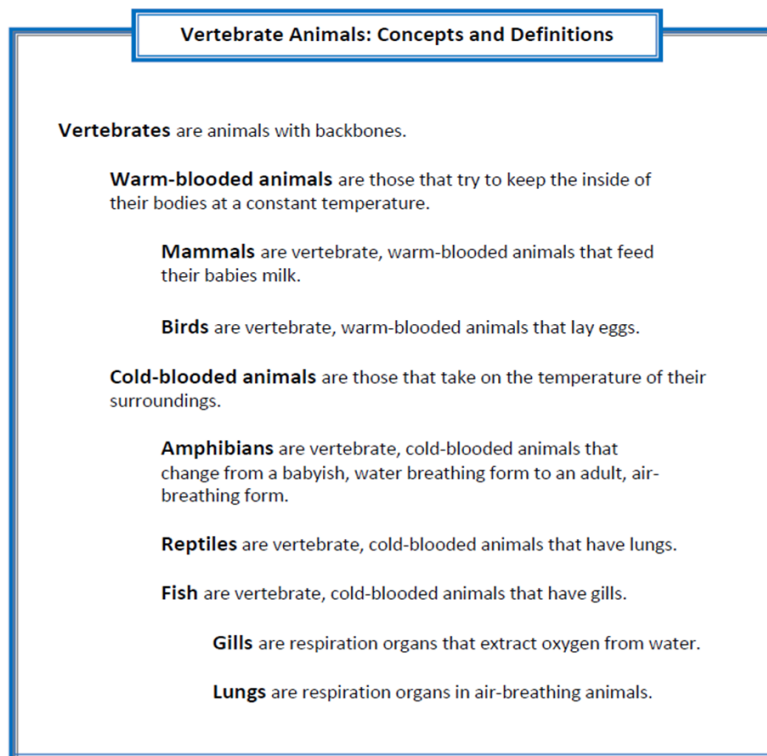 Vertebrate Animals: Concepts and Definitions
Vertebrates are animals with backbones.
Warm-blooded animals are those that try to keep the inside of
their bodies at a constant temperature.
Mammals are vertebrate, warm-blooded animals that feed
their babies milk.
Birds are vertebrate, warm-blooded animals that lay eggs.
Cold-blooded animals are those that take on the temperature of their
surroundings.
Amphibians are vertebrate, cold-blooded animals that
change from a babyish, water breathing form to an adult, air-
breathing form.
Reptiles are vertebrate, cold-blooded animals that have lungs.
Fish are vertebrate, cold-blooded animals that have gills.
Gills are respiration organs that extract oxygen from water.
Lungs are respiration organs in air-breathing animals.